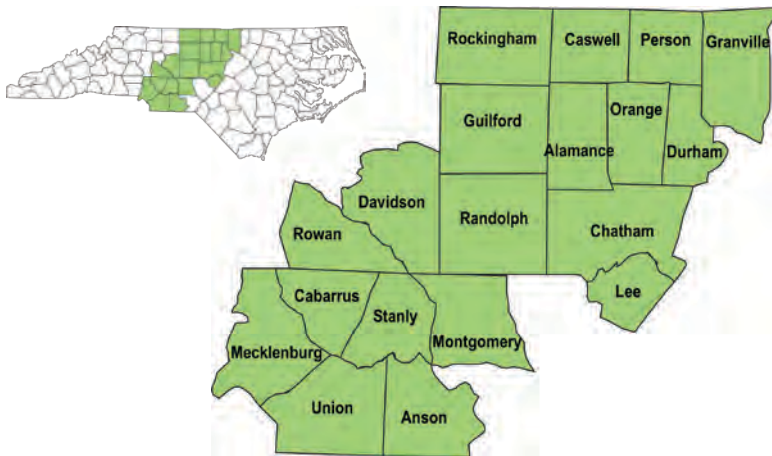 Rockingham
Caswell
Person
Granville
Guilford
Orange
Alamance
Durham
Davidson
Randolph
Chatham
Rowan
Lee
Cabarrus
Stanly
Mecklenburg
Montgomery
Union
Anson